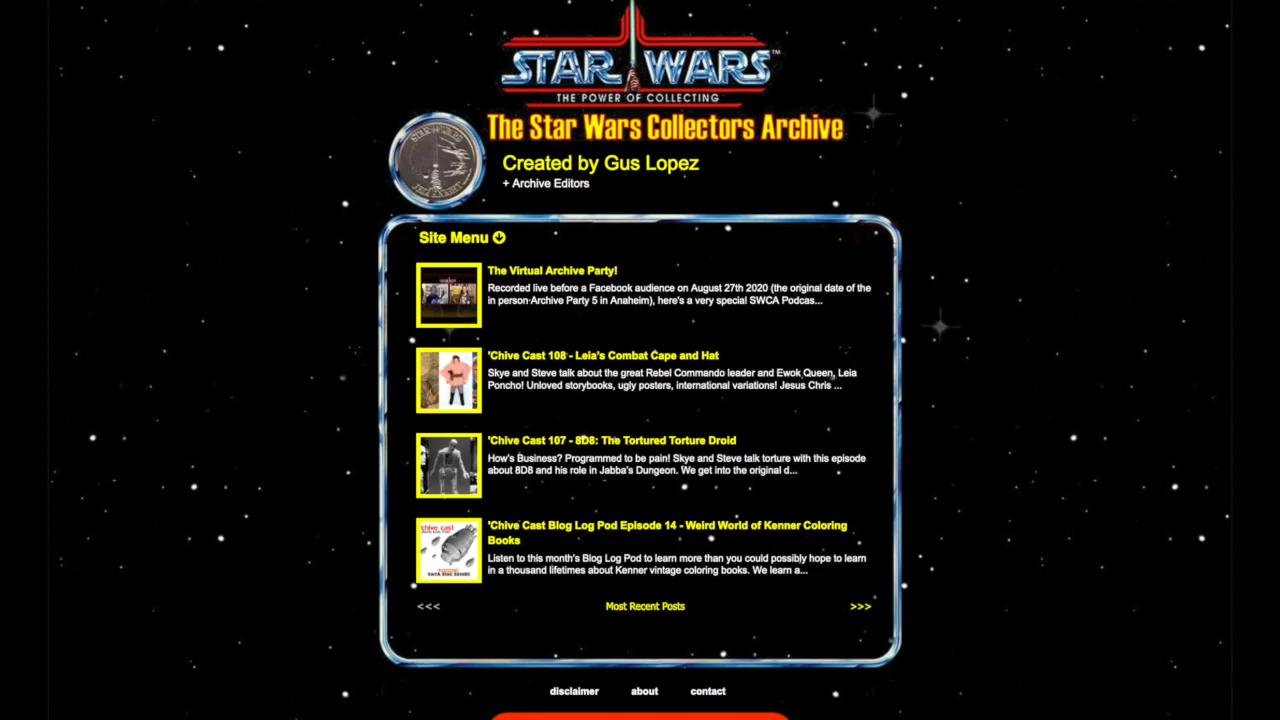 STAR WARS™
THE POWER OF COLLECTING
The Star Wars Collectors Archive
Created by Gus Lopez
+ Archive Editors
Site Menu
The Virtual Archive Party!
Recorded live before a Facebook audience on August 27th 2020 (the original date of the
in person Archive Party 5 in Anaheim), here's a very special SWCA Podcas...
'Chive Cast 108 - Leia's Combat Cape and Hat
Skye and Steve talk about the great Rebel Commando leader and Ewok Queen, Leia
Poncho! Unloved storybooks, ugly posters, international variations! Jesus Chris ...
'Chive Cast 107 - 8D8: The Tortured Torture Droid
How's Business? Programmed to be pain! Skye and Steve talk torture with this episode
about 8D8 and his role in Jabba's Dungeon. We get into the original d...
chive cast
'Chive Cast Blog Log Pod Episode 14 - Weird World of Kenner Coloring
Books
Listen to this month's Blog Log Pod to learn more than you could possibly hope to learn
in a thousand lifetimes about Kenner vintage coloring books. We learn a...
<<< Most Recent Posts >>>
disclaimer about contact